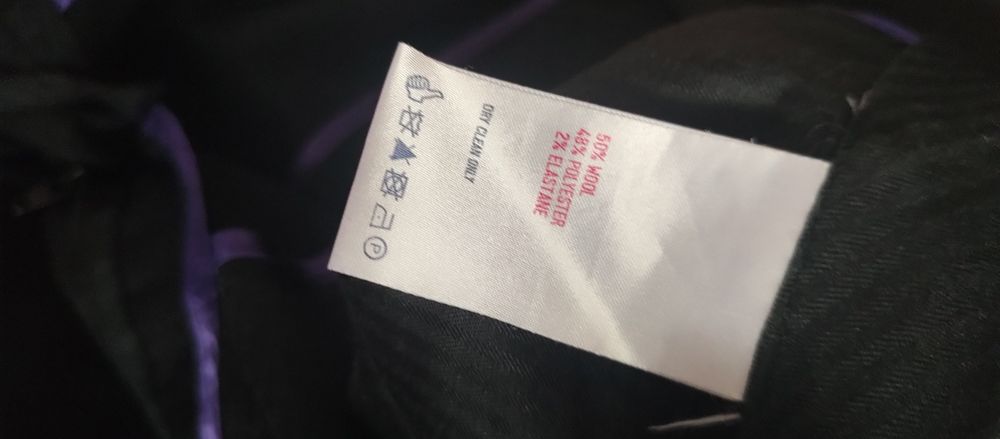 50% WOOL
48% POLYESTER
2% ELASTANE
DRY CLEAN ONLY
P